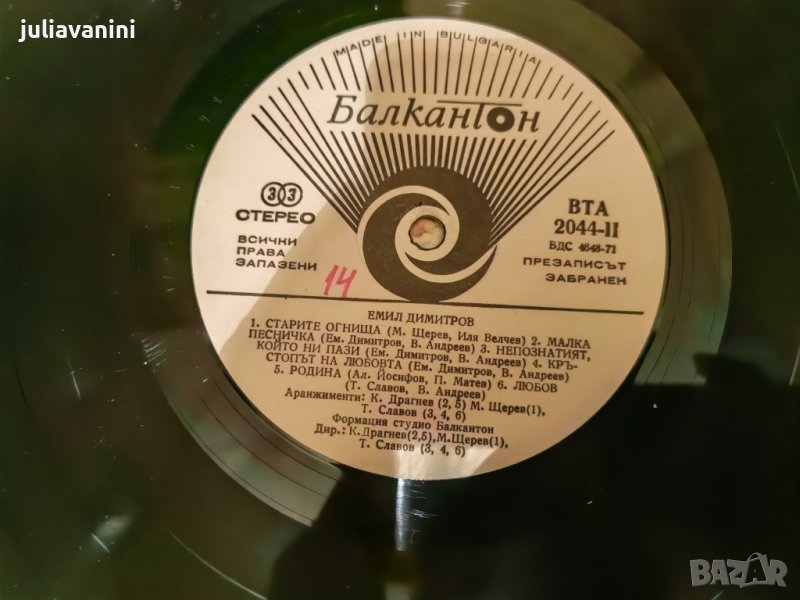 juliavanini
MADE IN BULGARIA
Балкантон
33
СТЕРЕО
ВСИЧКИ
ПРАВА
ЗАПАЗЕНИ
ВТА
2044-II
БДС 4648-71
ПРЕЗАПИСЪТ
ЗАБРАНЕН
14
ЕМИЛ ДИМИТРОВ
1. СТАРИТЕ ОГНИЩА (М. Щерев, Иля Велчев) 2. МАЛКА
ПЕСНИЧКА (Ем. Димитров, В. Андреев) 3. НЕПОЗНАТИЯТ,
КОЙТО НИ ПАЗИ (Ем. Димитров, В. Андреев) 4. КРЪ-
СТОПЪТ НА ЛЮБОВТА (Ем. Димитров, В. Андреев)
5. РОДИНА (Ал. Йосифов, П. Матев) 6. ЛЮБОВ
(Т. Славов, В. Андреев)
Аранжименти: К. Драгнев (2, 5) М. Щерев(1),
Т. Славов (3, 4, 6)
Формация студио Балкантон
Дир.: К. Драгнев(2,5), М. Щерев(1),
Т. Славов (3, 4, 6)
BAZAR